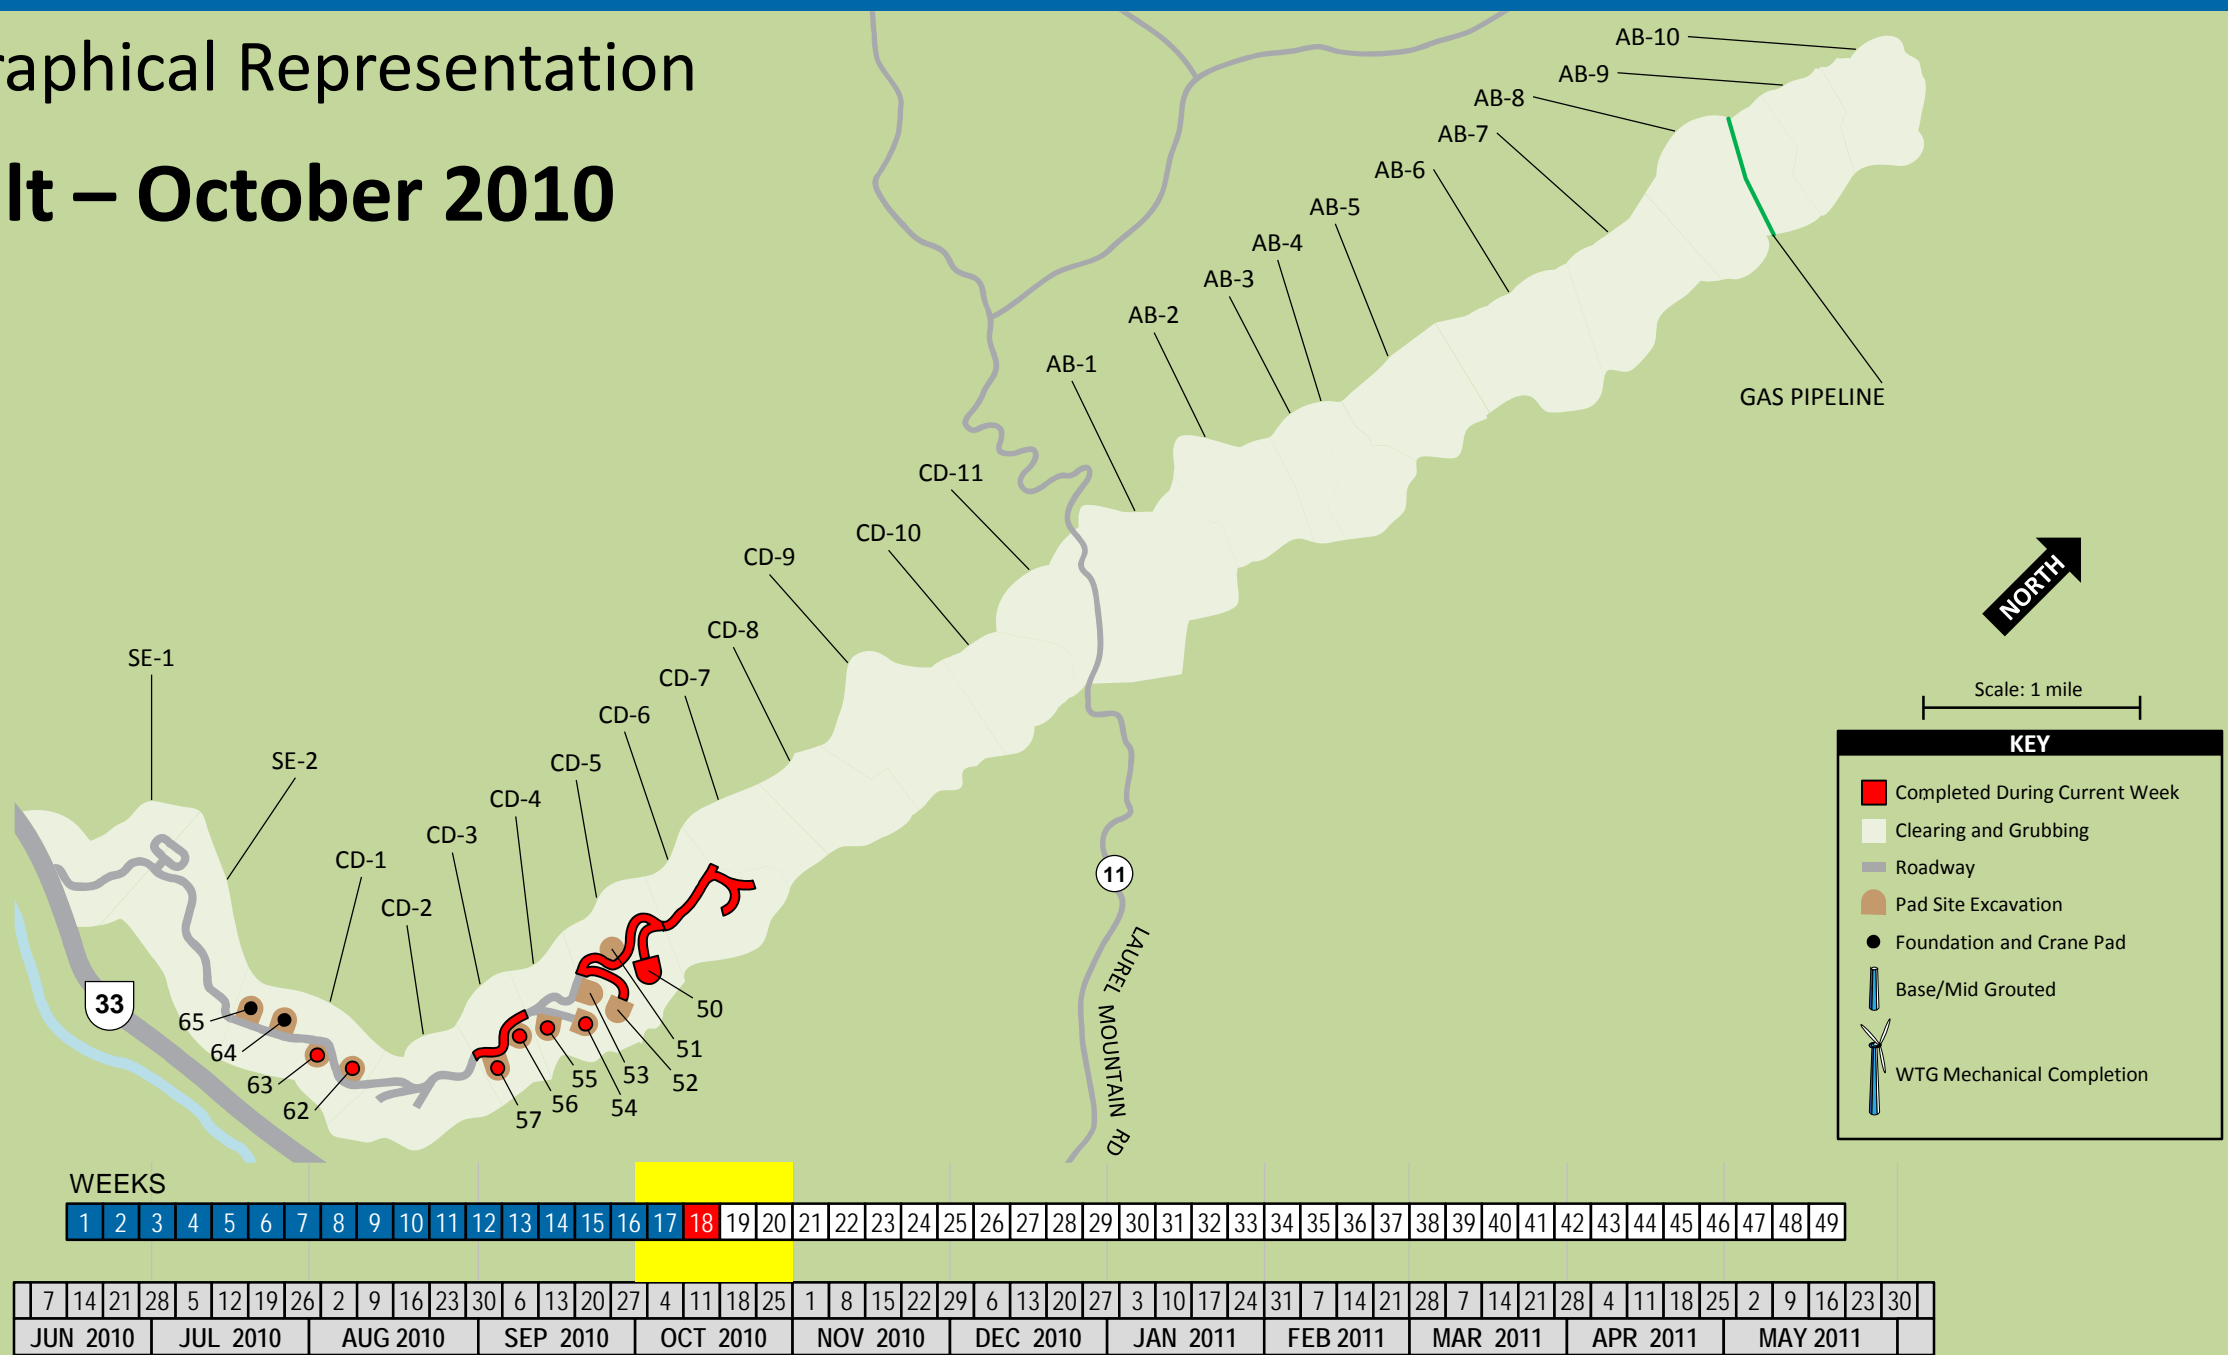 raphical Representation
lt – October 2010
AB-10
AB-9
AB-8
AB-7
AB-6
AB-5
AB-4
AB-3
AB-2
AB-1
GAS PIPELINE
CD-11
CD-10
CD-9
CD-8
CD-7
CD-6
CD-5
CD-4
CD-3
CD-2
CD-1
SE-2
SE-1
33
11
LAUREL MOUNTAIN RD
65
64
63
62
57
56
55
54
53
52
51
50
NORTH
Scale: 1 mile
KEY
Completed During Current Week
Clearing and Grubbing
Roadway
Pad Site Excavation
Foundation and Crane Pad
Base/Mid Grouted
WTG Mechanical Completion
WEEKS
1 2 3 4 5 6 7 8 9 10 11 12 13 14 15 16 17 18 19 20 21 22 23 24 25 26 27 28 29 30 31 32 33 34 35 36 37 38 39 40 41 42 43 44 45 46 47 48 49
7 14 21 28 5 12 19 26 2 9 16 23 30 6 13 20 27 4 11 18 25 1 8 15 22 29 6 13 20 27 3 10 17 24 31 7 14 21 28 7 14 21 28 4 11 18 25 2 9 16 23 30
JUN 2010 JUL 2010 AUG 2010 SEP 2010 OCT 2010 NOV 2010 DEC 2010 JAN 2011 FEB 2011 MAR 2011 APR 2011 MAY 2011